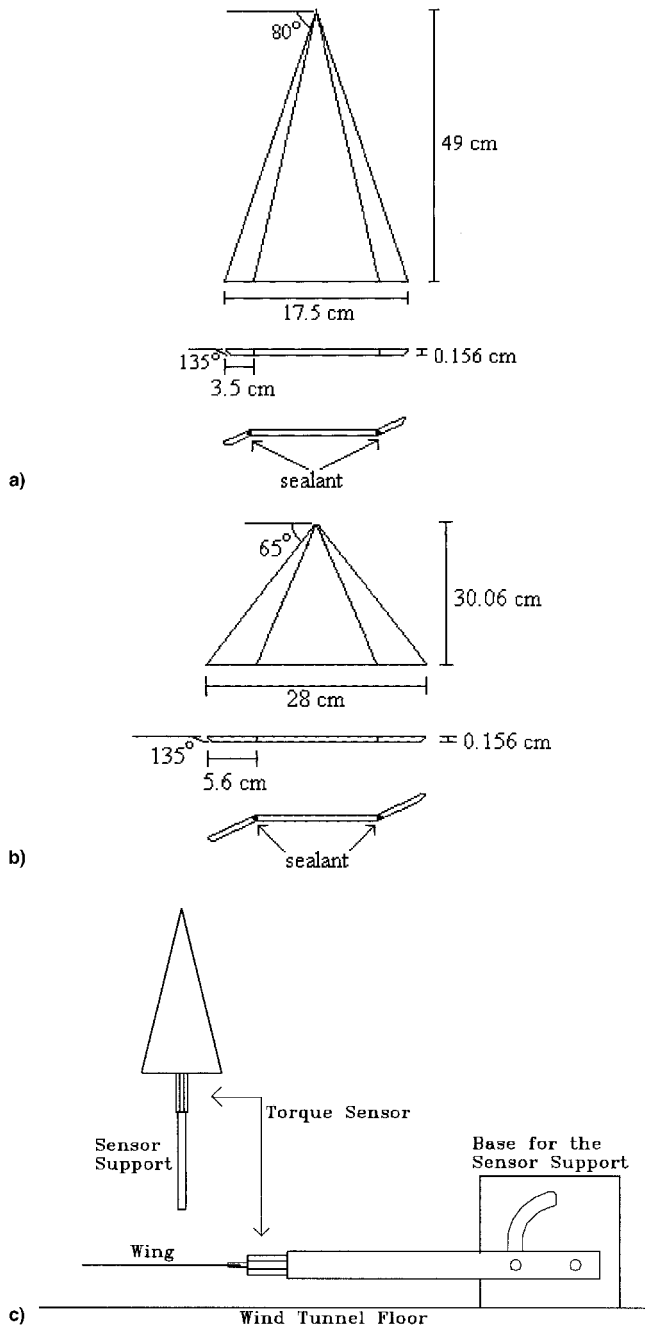 80°
49 cm
17.5 cm
135°
0.156 cm
3.5 cm
sealant
a)
65°
30.06 cm
28 cm
135°
0.156 cm
5.6 cm
sealant
b)
Torque Sensor
Sensor
Support
Base for the
Sensor Support
Wing
c)
Wind Tunnel Floor